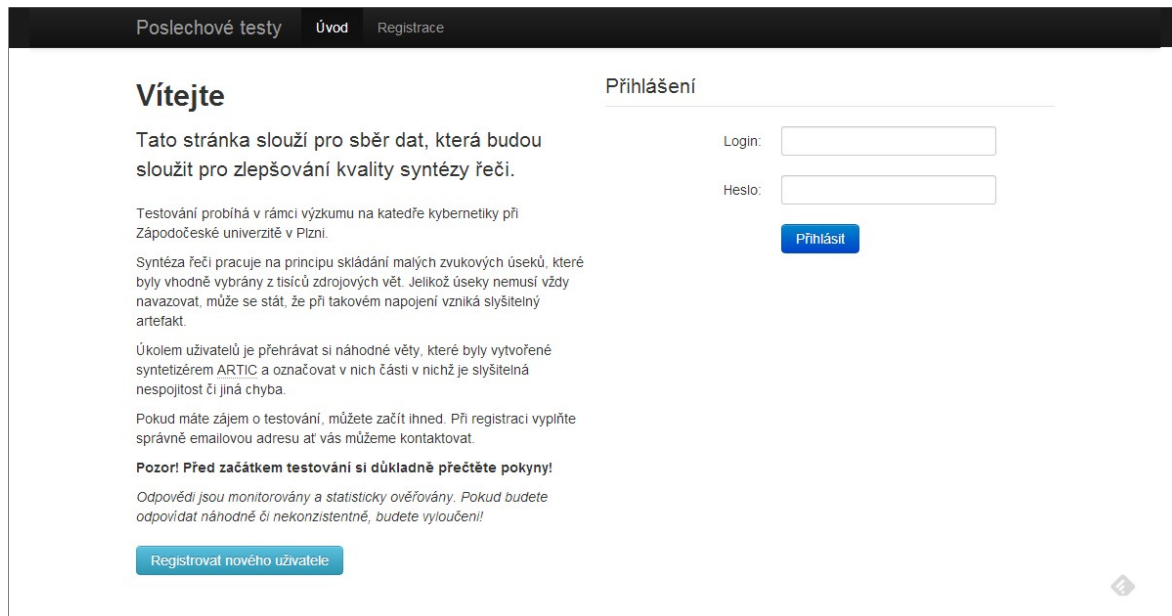 Poslechové testy Úvod Registrace
Vítejte
Tato stránka slouží pro sběr dat, která budou
sloužit pro zlepšování kvality syntézy řeči.
Testování probíhá v rámci výzkumu na katedře kybernetiky při
Zápodočeské univerzitě v Plzni.
Syntéza řeči pracuje na principu skládání malých zvukových úseků, které
byly vhodně vybrány z tisíců zdrojových vět. Jelikož úseky nemusí vždy
navazovat, může se stát, že při takovém napojení vzniká slyšitelný
artefakt.
Úkolem uživatelů je přehrávat si náhodné věty, které byly vytvořené
syntetizérem ARTIC a označovat v nich části v nichž je slyšitelná
nespojitost či jiná chyba.
Pokud máte zájem o testování, můžete začít ihned. Při registraci vyplňte
správně emailovou adresu ať vás můžeme kontaktovat.
Pozor! Před začátkem testování si důkladně přečtěte pokyny!
Odpovědi jsou monitorovány a statisticky ověřovány. Pokud budete
odpovídat náhodně či nekonzistentně, budete vyloučeni!
Registrovat nového uživatele
Přihlášení
Login:
Heslo:
Přihlásit